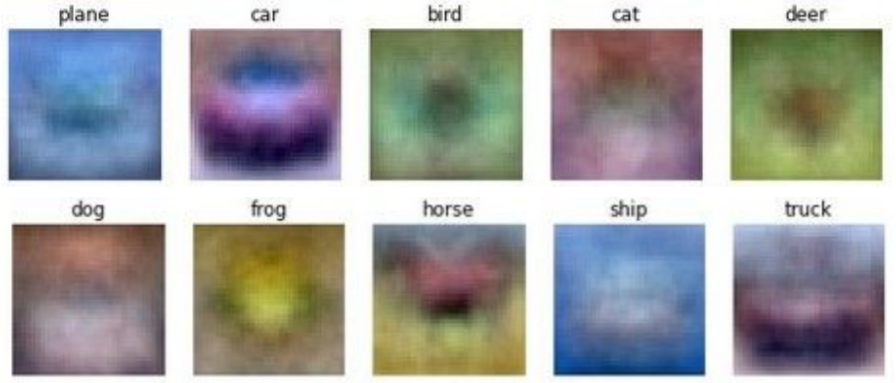 plane car bird cat deer
dog frog horse ship truck